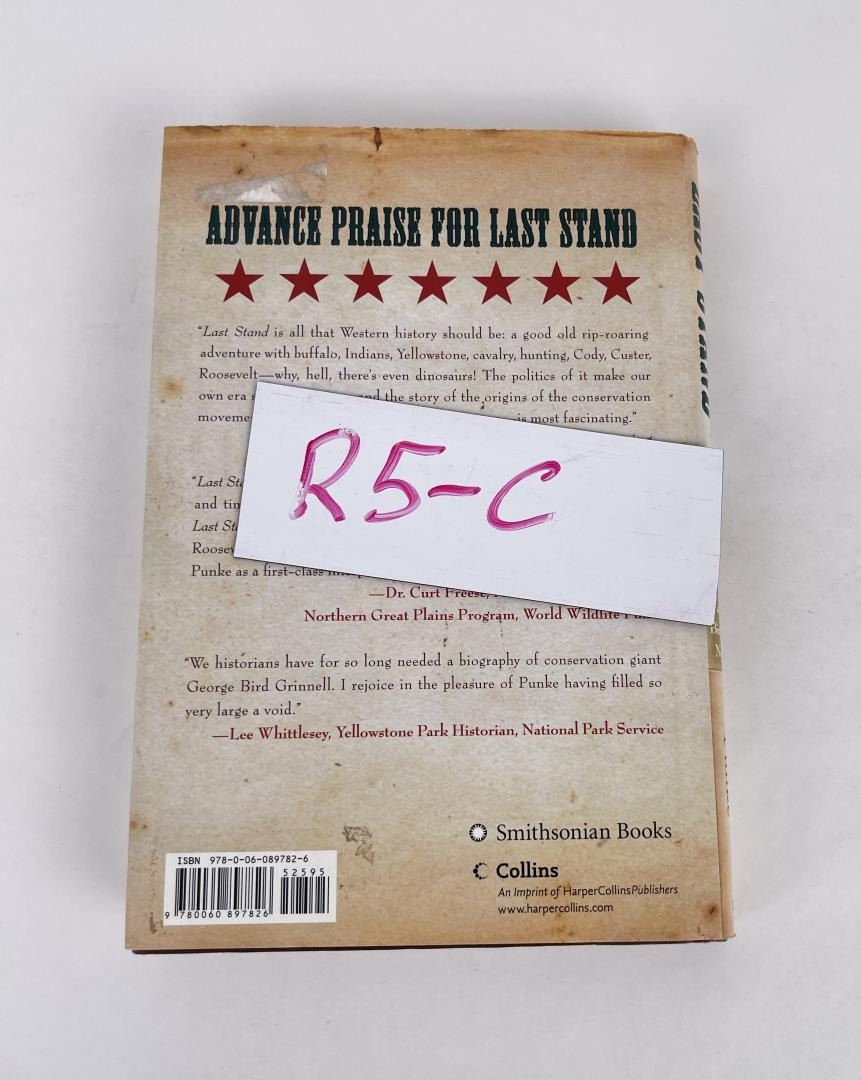 ADVANCE PRAISE FOR LAST STAND
“Last Stand is all that Western history should be: a good old rip-roaring
adventure with buffalo, Indians, Yellowstone, cavalry, hunting, Cody, Custer,
Roosevelt—why, hell, there’s even dinosaurs! The politics of it make our
own era and the story of the origins of the conservation
is most fascinating.”
R5-C
“Last
and
Last
Punke as a first-class
—Dr. Curt Freese,
Northern Great Plains Program, World Wildlife
“We historians have for so long needed a biography of conservation giant
George Bird Grinnell. I rejoice in the pleasure of Punke having filled so
very large a void.”
—Lee Whittlesey, Yellowstone Park Historian, National Park Service
Smithsonian Books
Collins
An Imprint of HarperCollinsPublishers
www.harpercollins.com
ISBN 978-0-06-089782-6
52595
9 780060 897826